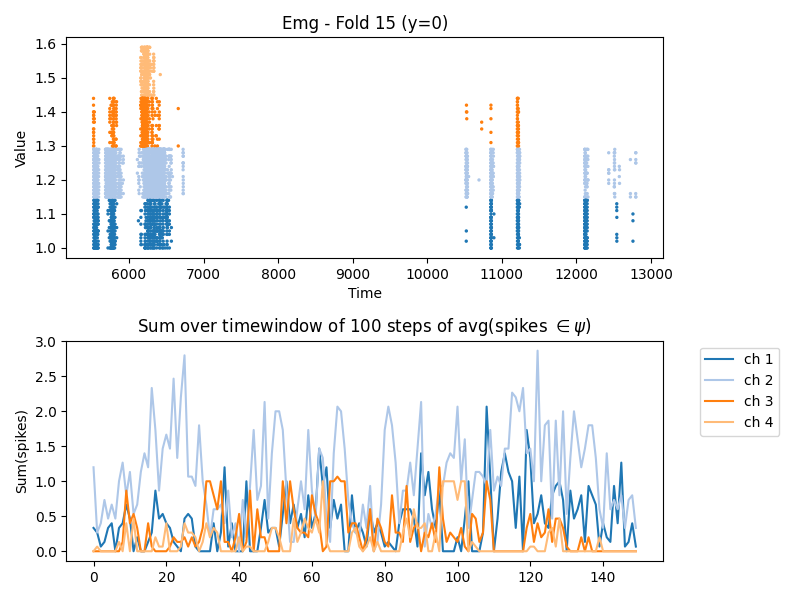 Emg - Fold 15 (y=0)
Value
1.6
1.5
1.4
1.3
1.2
1.1
1.0
6000 7000 8000 9000 10000 11000 12000 13000
Time
Sum over timewindow of 100 steps of avg(spikes ∈ ψ)
Sum(spikes)
3.0
2.5
2.0
1.5
1.0
0.5
0.0
0 20 40 60 80 100 120 140
ch 1
ch 2
ch 3
ch 4